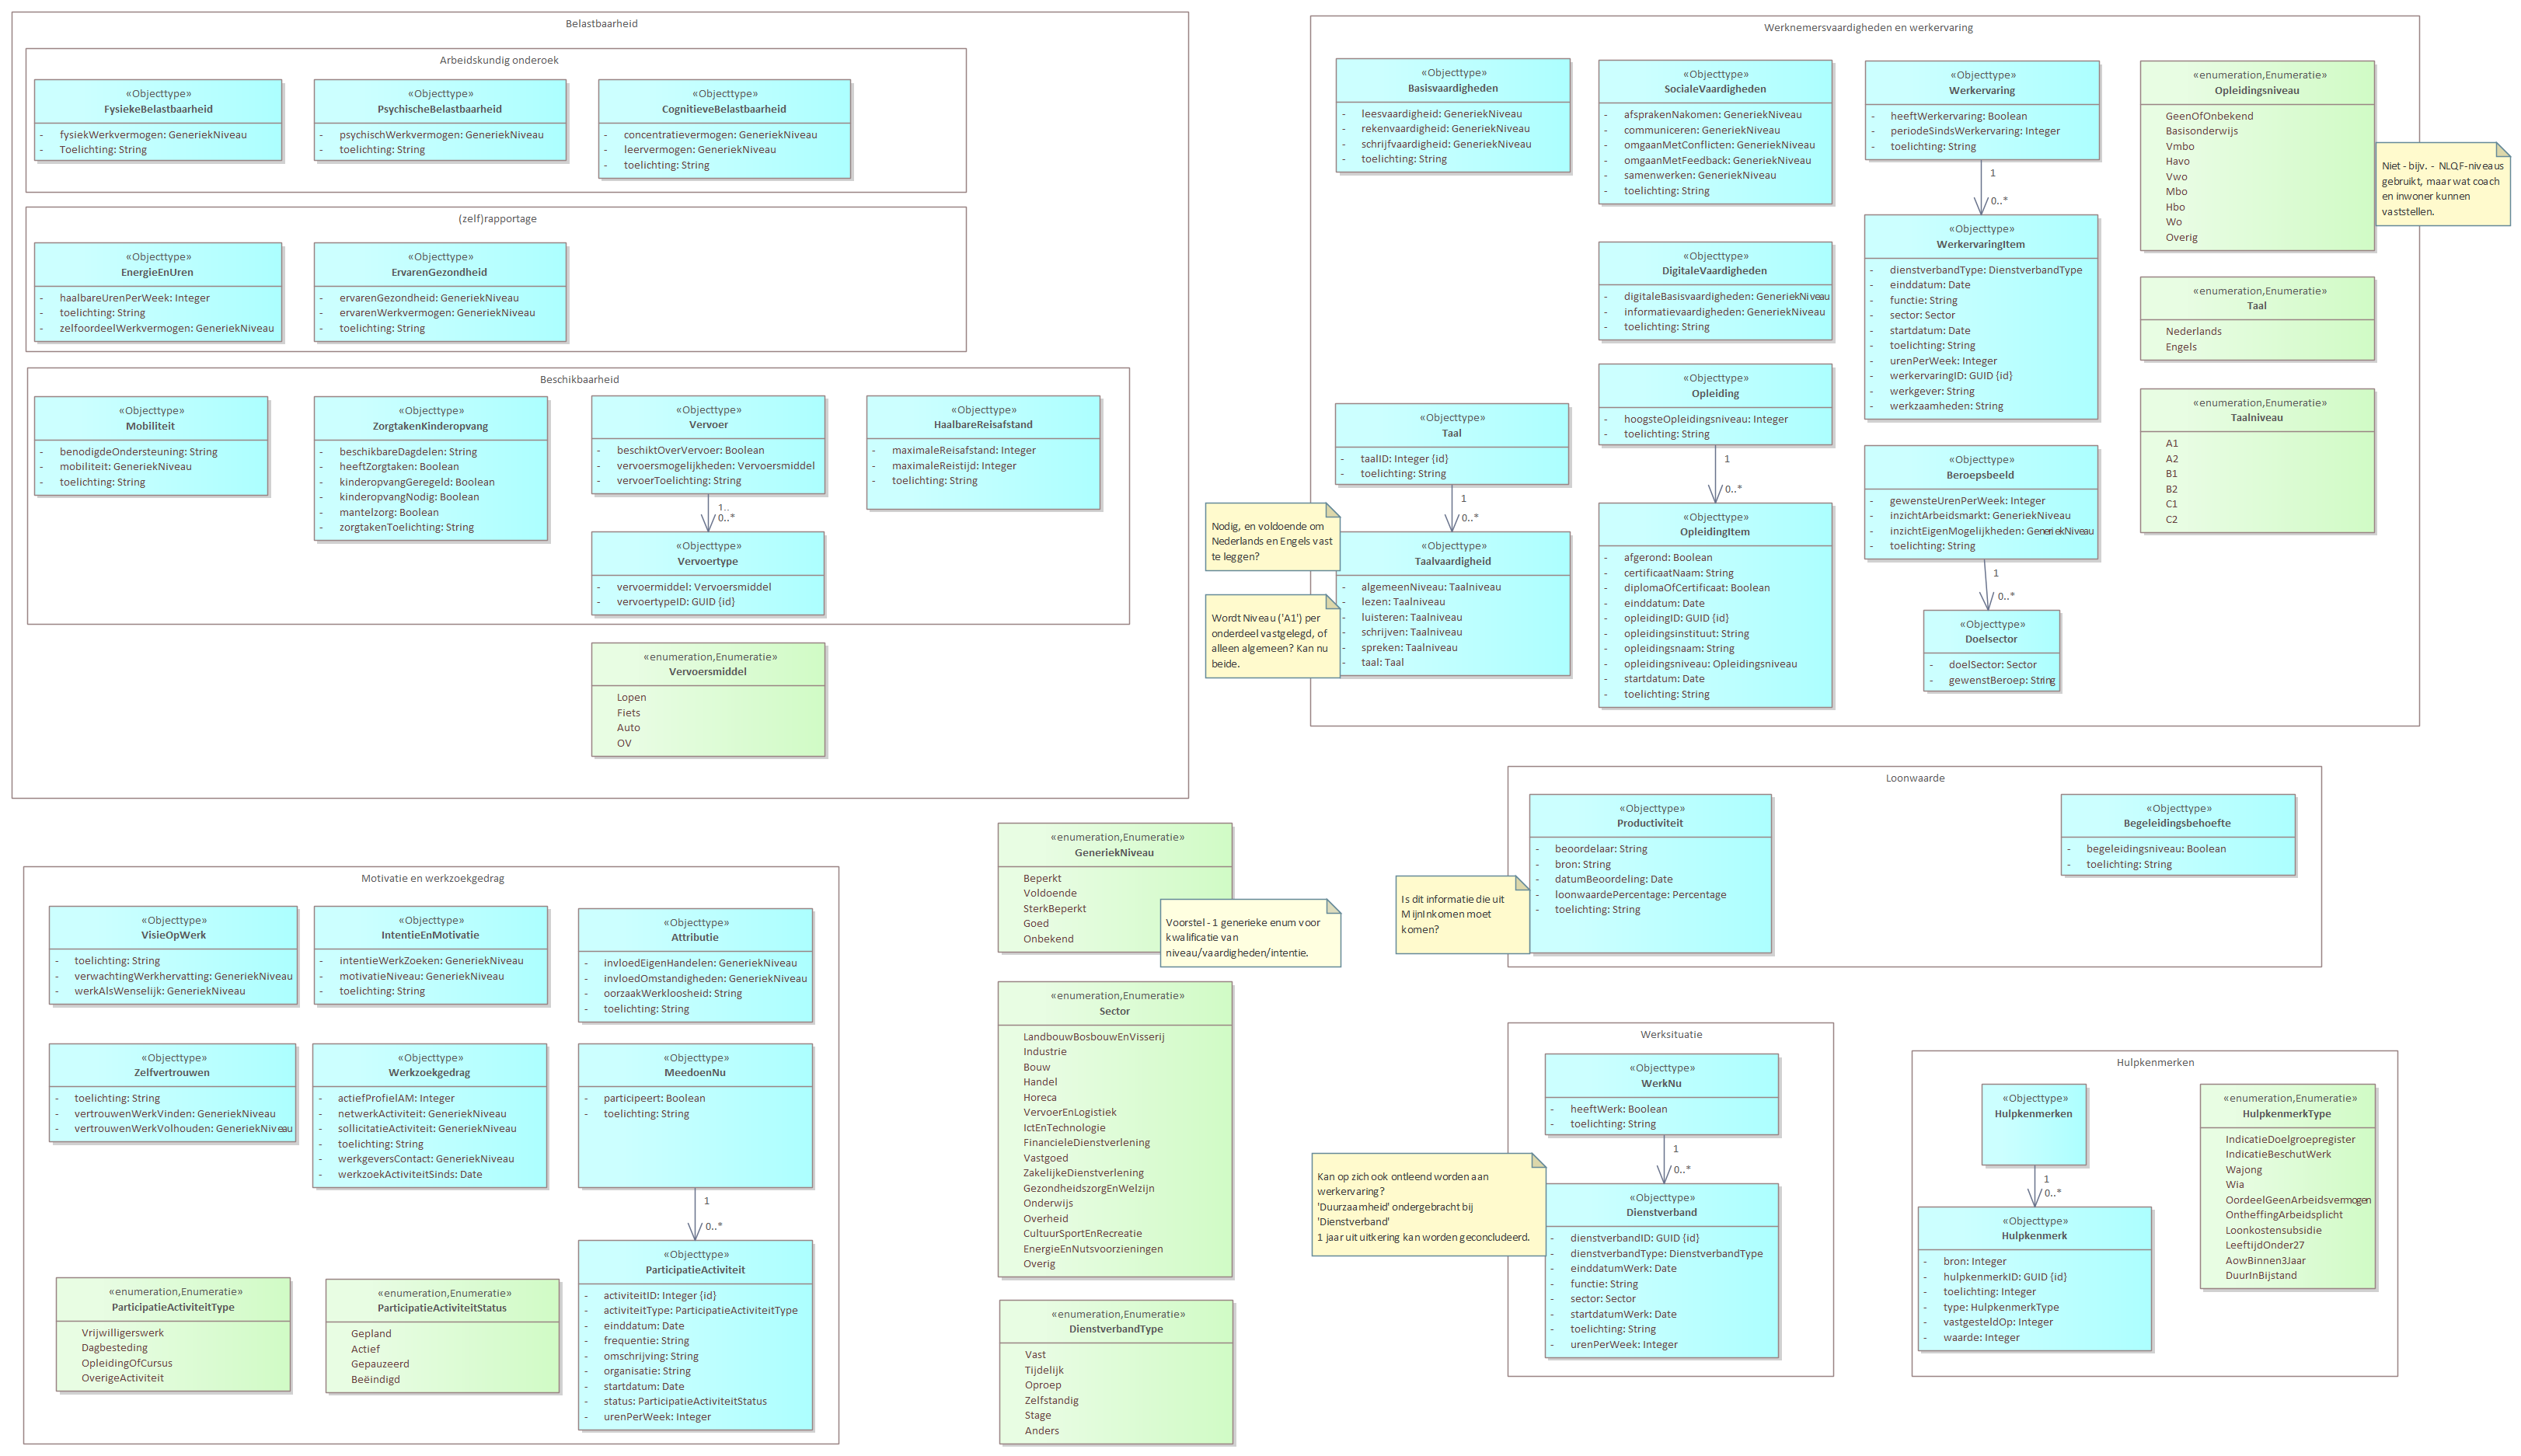 Belastbaarheid
Arbeidskundig onderoek
«Objecttype»
FysiekeBelastbaarheid
- fysiekWerkvermogen: GeneriekNiveau
- Toelichting: String
«Objecttype»
PsychischeBelastbaarheid
- psychischWerkvermogen: GeneriekNiveau
- toelichting: String
«Objecttype»
CognitieveBelastbaarheid
- concentratievermogen: GeneriekNiveau
- leervermogen: GeneriekNiveau
- toelichting: String
(zelf)rapportage
«Objecttype»
EnergieEnUren
- haalbareUrenPerWeek: Integer
- toelichting: String
- zelfoordeelWerkvermogen: GeneriekNiveau
«Objecttype»
ErvarenGezondheid
- ervarenGezondheid: GeneriekNiveau
- ervarenWerkvermogen: GeneriekNiveau
- toelichting: String
Beschikbaarheid
«Objecttype»
Mobiliteit
- benodigdeOndersteuning: String
- mobiliteit: GeneriekNiveau
- toelichting: String
«Objecttype»
ZorgtakenKinderopvang
- beschikbareDagdelen: String
- heeftZorgtaken: Boolean
- kinderopvangGeregeld: Boolean
- kinderopvangNodig: Boolean
- mantelzorg: Boolean
- zorgtakenToelichting: String
«Objecttype»
Vervoer
- beschiktOverVervoer: Boolean
- vervoersmogelijkheden: Vervoersmiddel
- vervoerToelichting: String
1..
0..*
«Objecttype»
Vervoertype
- vervoermiddel: Vervoersmiddel
- vervoertypeID: GUID {id}
«Objecttype»
HaalbareReisafstand
- maximaleReisafstand: Integer
- maximaleReistijd: Integer
- toelichting: String
«enumeration,Enumeratie»
Vervoersmiddel
Lopen
Fiets
Auto
OV
Werknemersvaardigheden en werkervaring
«Objecttype»
Basisvaardigheden
- leesvaardigheid: GeneriekNiveau
- rekenvaardigheid: GeneriekNiveau
- schrijfvaardigheid: GeneriekNiveau
- toelichting: String
«Objecttype»
SocialeVaardigheden
- afsprakenNakomen: GeneriekNiveau
- communiceren: GeneriekNiveau
- omgaanMetConflicten: GeneriekNiveau
- omgaanMetFeedback: GeneriekNiveau
- samenwerken: GeneriekNiveau
- toelichting: String
«Objecttype»
Werkervaring
- heeftWerkervaring: Boolean
- periodeSindsWerkervaring: Integer
- toelichting: String
1
0..*
«Objecttype»
WerkervaringItem
- dienstverbandType: DienstverbandType
- einddatum: Date
- functie: String
- sector: Sector
- startdatum: Date
- toelichting: String
- urenPerWeek: Integer
- werkervaringID: GUID {id}
- werkgever: String
- werkzaamheden: String
«enumeration,Enumeratie»
Opleidingsniveau
GeenOfOnbekend
Basisonderwijs
Vmbo
Havo
Vwo
Mbo
Hbo
Wo
Overig
Niet - bijv. - NLQF-niveaus
gebruikt, maar wat coach
en inwoner kunnen
vaststellen.
«Objecttype»
DigitaleVaardigheden
- digitaleBasisvaardigheden: GeneriekNiveau
- informatievaardigheden: GeneriekNiveau
- toelichting: String
«enumeration,Enumeratie»
Taal
Nederlands
Engels
«Objecttype»
Opleiding
- hoogsteOpleidingsniveau: Integer
- toelichting: String
1
0..*
«Objecttype»
OpleidingItem
- afgerond: Boolean
- certificaatNaam: String
- diplomaOfCertificaat: Boolean
- einddatum: Date
- opleidingID: GUID {id}
- opleidingsinstituut: String
- opleidingsnaam: String
- opleidingsniveau: Opleidingsniveau
- startdatum: Date
- toelichting: String
«Objecttype»
Taal
- taalID: Integer {id}
- toelichting: String
1
0..*
«Objecttype»
Taalvaardigheid
- algemeenNiveau: Taalniveau
- lezen: Taalniveau
- luisteren: Taalniveau
- schrijven: Taalniveau
- spreken: Taalniveau
- taal: Taal
Nodig, en voldoende om
Nederlands en Engels vast
te leggen?
Wordt Niveau ('A1') per
onderdeel vastgelegd, of
alleen algemeen? Kan nu
beide.
«Objecttype»
Beroepsbeeld
- gewensteUrenPerWeek: Integer
- inzichtArbeidsmarkt: GeneriekNiveau
- inzichtEigenMogelijkheden: GeneriekNiveau
- toelichting: String
1
0..*
«Objecttype»
Doelsector
- doelSector: Sector
- gewenstBeroep: String
«enumeration,Enumeratie»
Taalniveau
A1
A2
B1
B2
C1
C2
Loonwaarde
«Objecttype»
Productiviteit
- beoordelaar: String
- bron: String
- datumBeoordeling: Date
- loonwaardePercentage: Percentage
- toelichting: String
«Objecttype»
Begeleidingsbehoefte
- begeleidingsniveau: Boolean
- toelichting: String
Is dit informatie die uit
MijnInkomen moet
komen?
Motivatie en werkzoekgedrag
«Objecttype»
VisieOpWerk
- toelichting: String
- verwachtingWerkhervatting: GeneriekNiveau
- werkAlsWenselijk: GeneriekNiveau
«Objecttype»
IntentieEnMotivatie
- intentieWerkZoeken: GeneriekNiveau
- motivatieNiveau: GeneriekNiveau
- toelichting: String
«Objecttype»
Attributie
- invloedEigenHandelen: GeneriekNiveau
- invloedOmstandigheden: GeneriekNiveau
- oorzaakWerkloosheid: String
- toelichting: String
«Objecttype»
Zelfvertrouwen
- toelichting: String
- vertrouwenWerkVinden: GeneriekNiveau
- vertrouwenWerkVolhouden: GeneriekNiveau
«Objecttype»
Werkzoekgedrag
- actiefProfielAM: Integer
- netwerkActiviteit: GeneriekNiveau
- sollicitatieActiviteit: GeneriekNiveau
- toelichting: String
- werkgeversContact: GeneriekNiveau
- werkzoekActiviteitSinds: Date
«Objecttype»
MeedoenNu
- participeert: Boolean
- toelichting: String
1
0..*
«Objecttype»
ParticipatieActiviteit
- activiteitID: Integer {id}
- activiteitType: ParticipatieActiviteitType
- einddatum: Date
- frequentie: String
- omschrijving: String
- organisatie: String
- startdatum: Date
- status: ParticipatieActiviteitStatus
- urenPerWeek: Integer
«enumeration,Enumeratie»
ParticipatieActiviteitType
Vrijwilligerswerk
Dagbesteding
OpleidingOfCursus
OverigeActiviteit
«enumeration,Enumeratie»
ParticipatieActiviteitStatus
Gepland
Actief
Gepauzeerd
Beëindigd
«enumeration,Enumeratie»
GeneriekNiveau
Beperkt
Voldoende
SterkBeperkt
Goed
Onbekend
Voorstel - 1 generieke enum voor
kwalificatie van
niveau/vaardigheden/intentie.
«enumeration,Enumeratie»
Sector
LandbouwBosbouwEnVisserij
Industrie
Bouw
Handel
Horeca
VervoerEnLogistiek
IctEnTechnologie
FinancieleDienstverlening
Vastgoed
ZakelijkeDienstverlening
GezondheidszorgEnWelzijn
Onderwijs
Overheid
CultuurSportEnRecreatie
EnergieEnNutsvoorzieningen
Overig
«enumeration,Enumeratie»
DienstverbandType
Vast
Tijdelijk
Oproep
Zelfstandig
Stage
Anders
Werksituatie
«Objecttype»
WerkNu
- heeftWerk: Boolean
- toelichting: String
1
0..*
«Objecttype»
Dienstverband
- dienstverbandID: GUID {id}
- dienstverbandType: DienstverbandType
- einddatumWerk: Date
- functie: String
- sector: Sector
- startdatumWerk: Date
- toelichting: String
- urenPerWeek: Integer
Kan op zich ook ontleend worden aan
werkervaring?
'Duurzaamheid' ondergebracht bij
'Dienstverband'
1 jaar uit uitkering kan worden geconcludeerd.
Hulpkenmerken
«Objecttype»
Hulpkenmerken
1
0..*
«Objecttype»
Hulpkenmerk
- bron: Integer
- hulpkenmerkID: GUID {id}
- toelichting: Integer
- type: HulpkenmerkType
- vastgesteldOp: Integer
- waarde: Integer
«enumeration,Enumeratie»
HulpkenmerkType
IndicatieDoelgroepregister
IndicatieBeschutWerk
Wajong
Wia
OordeelGeenArbeidsvermogen
OntheffingArbeidsplicht
Loonkostensubsidie
LeeftijdOnder27
AowBinnen3Jaar
DuurInBijstand